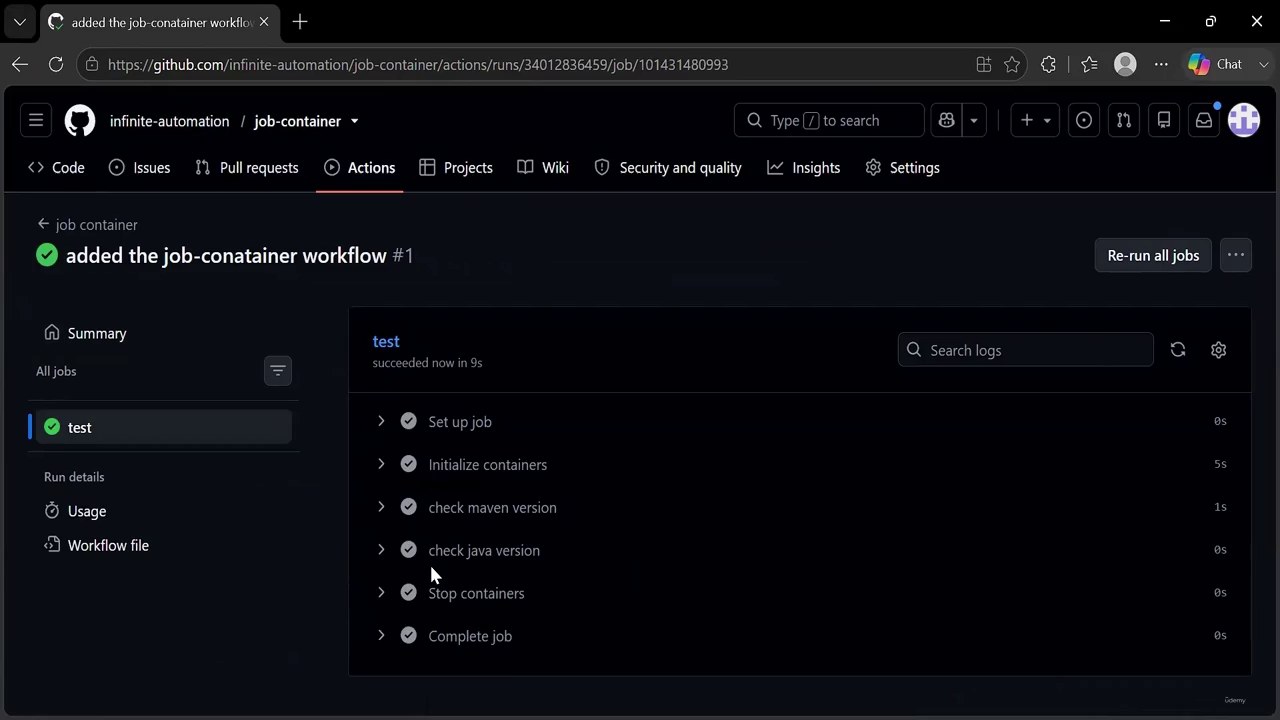 added the job-conatainer workflo
https://github.com/infinite-automation/job-container/actions/runs/34012836459/job/101431480993
Chat
infinite-automation / job-container
Type / to search
Code Issues Pull requests Actions Projects Wiki Security and quality Insights Settings
job container
added the job-conatainer workflow #1
Re-run all jobs
Summary
All jobs
test
Run details
Usage
Workflow file
test
succeeded now in 9s
Search logs
Set up job 0s
Initialize containers 5s
check maven version 1s
check java version 0s
Stop containers 0s
Complete job 0s
ûdemy